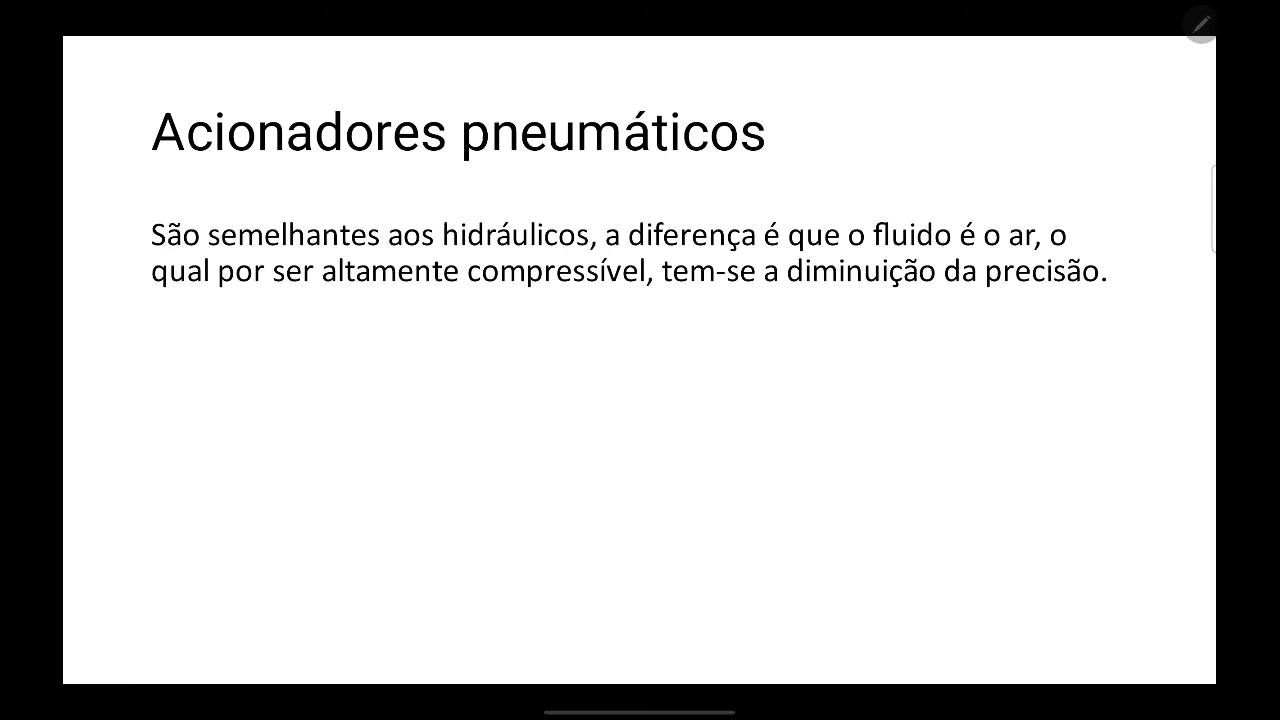 Acionadores pneumáticos
São semelhantes aos hidráulicos, a diferença é que o fluido é o ar, o
qual por ser altamente compressível, tem-se a diminuição da precisão.